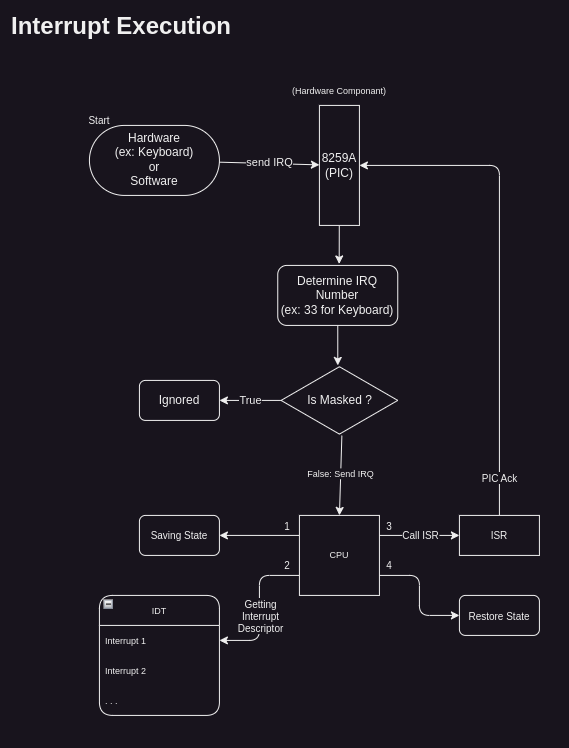 Interrupt Execution
(Hardware Componant)
Start
Hardware
(ex: Keyboard)
or
Software
send IRQ
8259A
(PIC)
Determine IRQ
Number
(ex: 33 for Keyboard)
Ignored
True
Is Masked ?
False: Send IRQ
PIC Ack
Saving State
1
CPU
3
Call ISR
ISR
2
4
Getting
Interrupt
Descriptor
Restore State
IDT
Interrupt 1
Interrupt 2
. . .